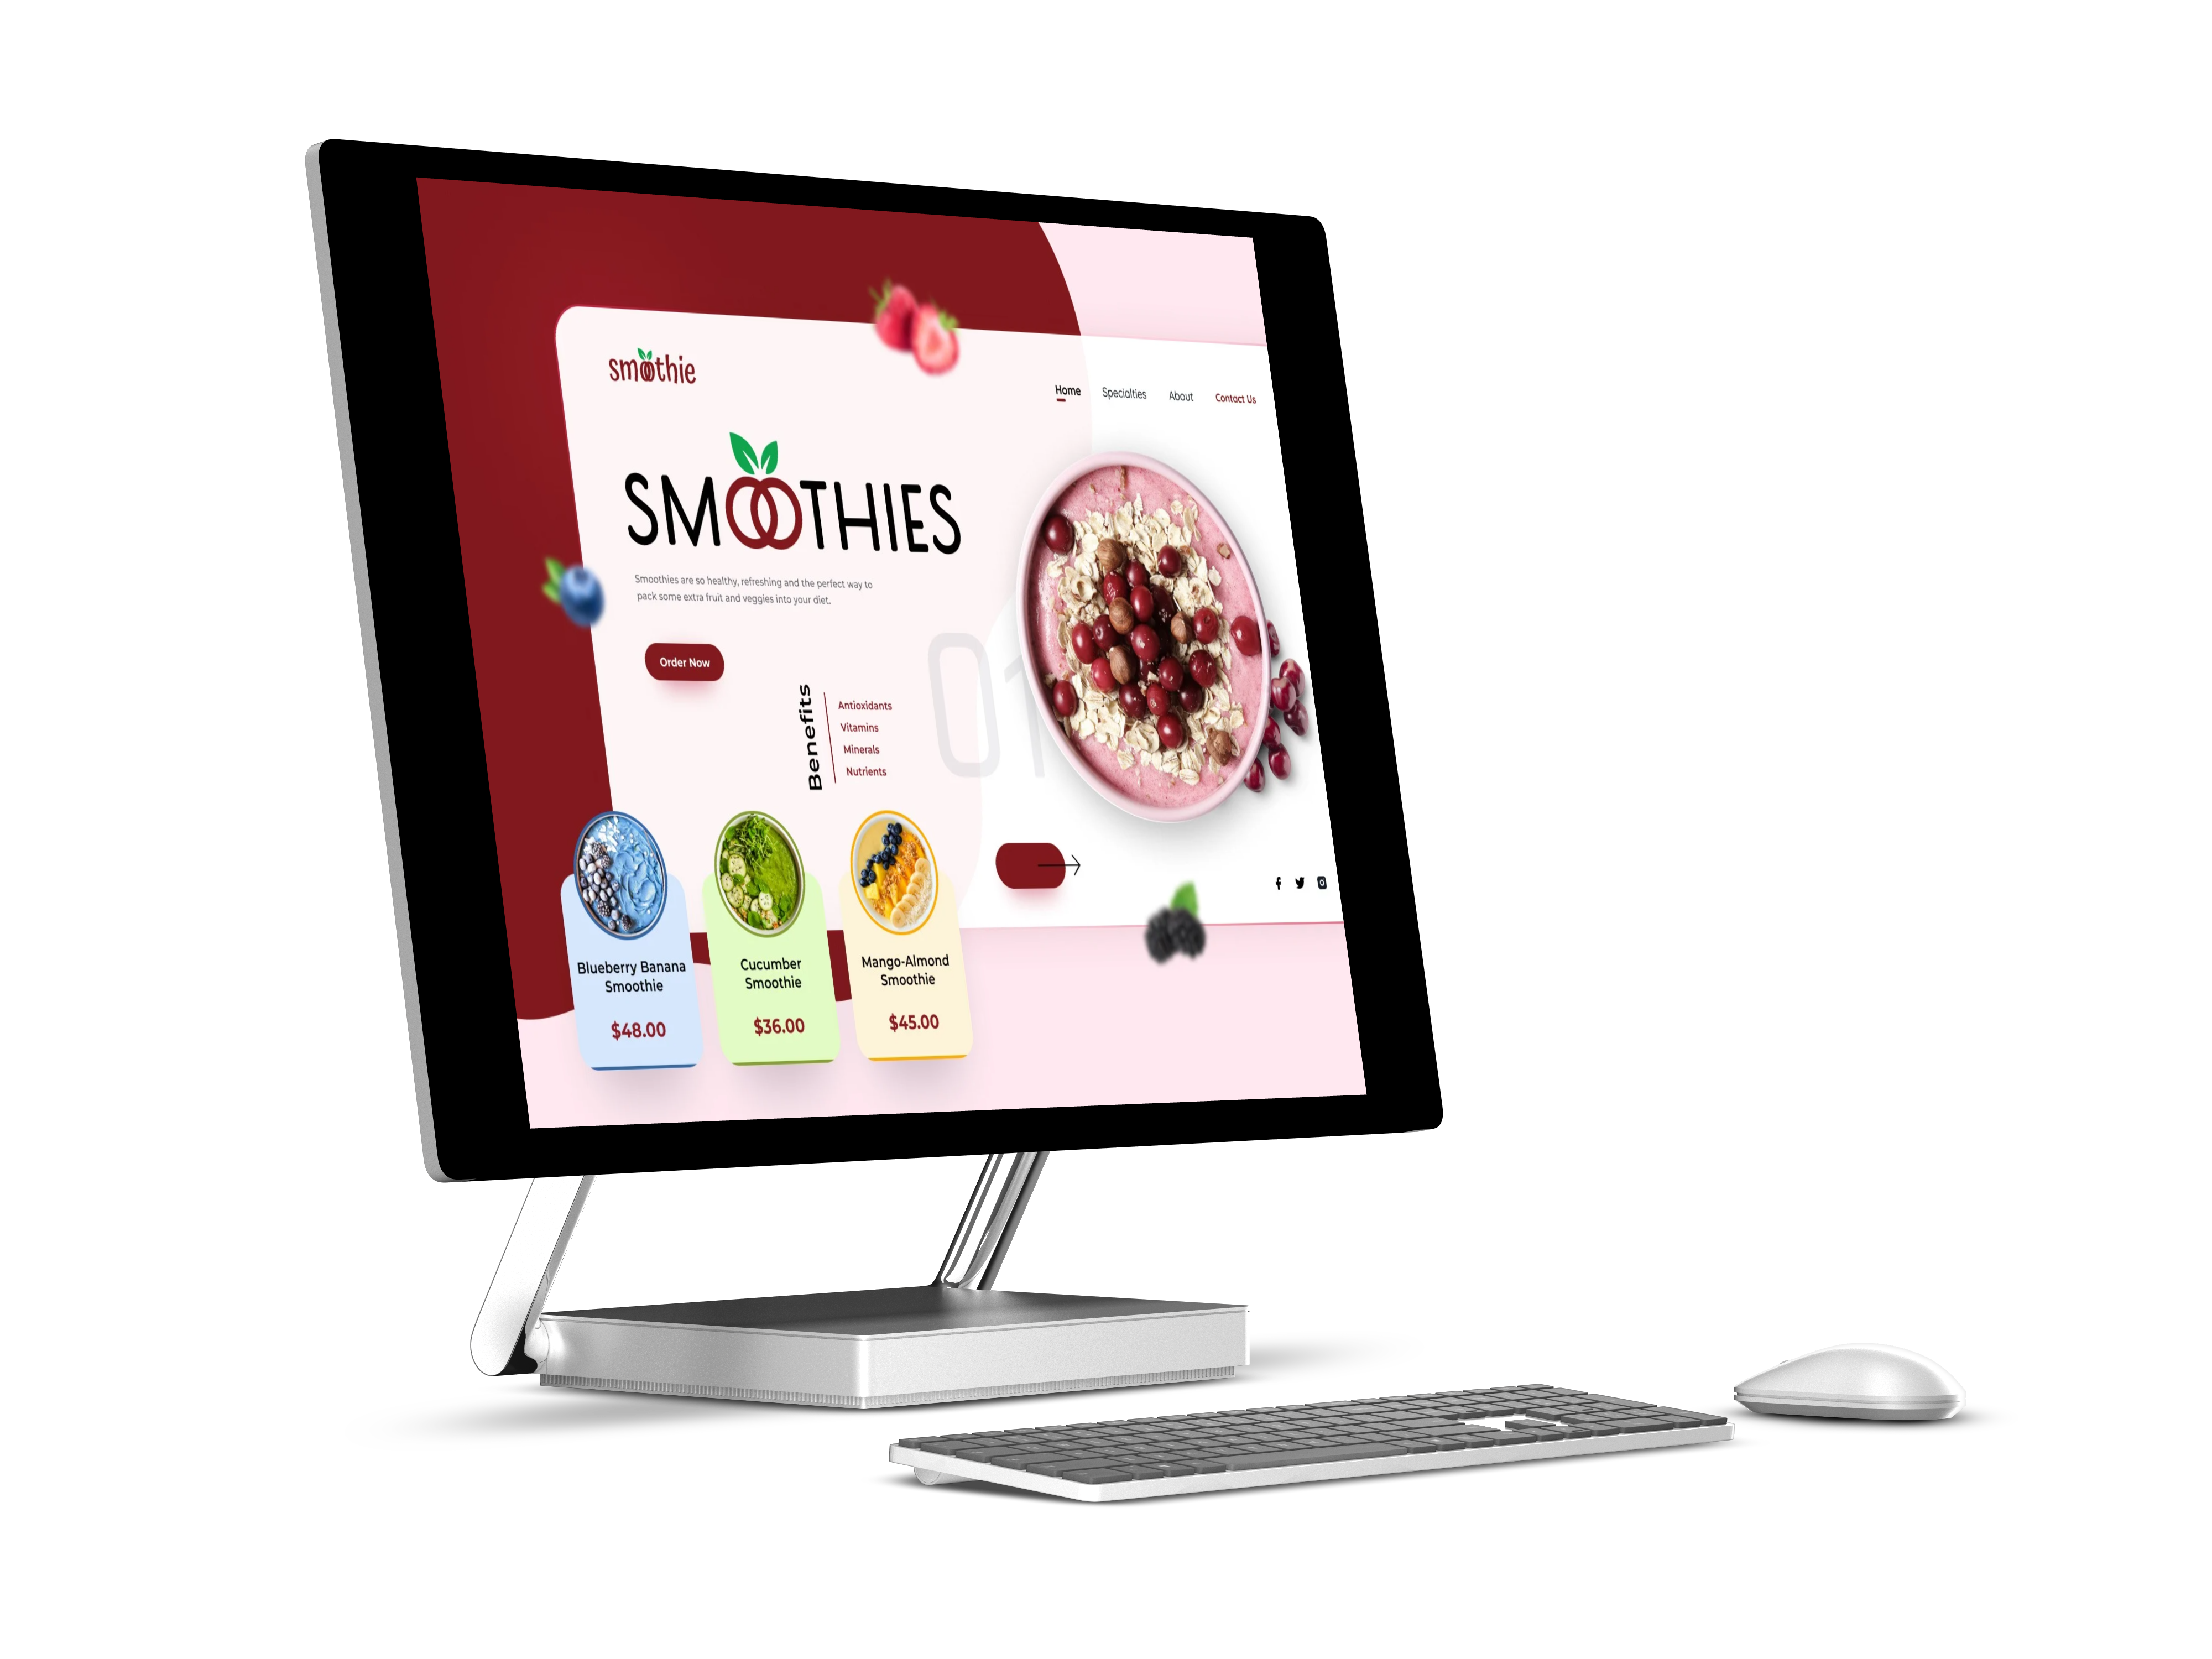 smoothie
Home Specialties About Contact Us
SMOOTHIES
Smoothies are so healthy, refreshing and the perfect way to
pack some extra fruit and veggies into your diet.
Order Now
01
Benefits
Antioxidants
Vitamins
Minerals
Nutrients
Blueberry Banana
Smoothie
$48.00
Cucumber
Smoothie
$36.00
Mango-Almond
Smoothie
$45.00